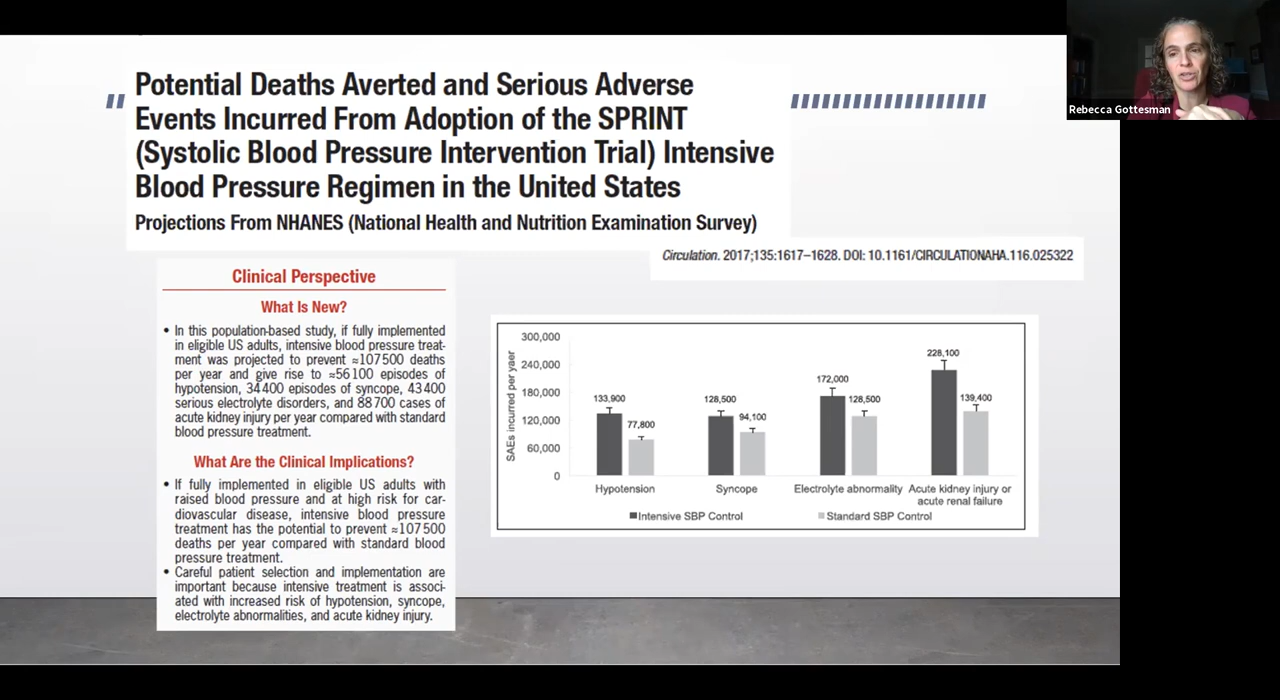 Rebecca Gottesman
Potential Deaths Averted and Serious Adverse
Events Incurred From Adoption of the SPRINT
(Systolic Blood Pressure Intervention Trial) Intensive
Blood Pressure Regimen in the United States
Projections From NHANES (National Health and Nutrition Examination Survey)
Circulation. 2017;135:1617–1628. DOI: 10.1161/CIRCULATIONAHA.116.025322
Clinical Perspective
What Is New?
• In this population-based study, if fully implemented
in eligible US adults, intensive blood pressure treat-
ment was projected to prevent ≈107500 deaths
per year and give rise to ≈56100 episodes of
hypotension, 34400 episodes of syncope, 43400
serious electrolyte disorders, and 88700 cases of
acute kidney injury per year compared with standard
blood pressure treatment.
What Are the Clinical Implications?
• If fully implemented in eligible US adults with
raised blood pressure and at high risk for car-
diovascular disease, intensive blood pressure
treatment has the potential to prevent ≈107500
deaths per year compared with standard blood
pressure treatment.
• Careful patient selection and implementation are
important because intensive treatment is associ-
ated with increased risk of hypotension, syncope,
electrolyte abnormalities, and acute kidney injury.
SAEs incurred per yaer
300,000
240,000
180,000
120,000
60,000
0
133,900
77,800
128,500
94,100
172,000
128,500
228,100
139,400
Hypotension
Syncope
Electrolyte abnormality
Acute kidney injury or
acute renal failure
Intensive SBP Control
Standard SBP Control